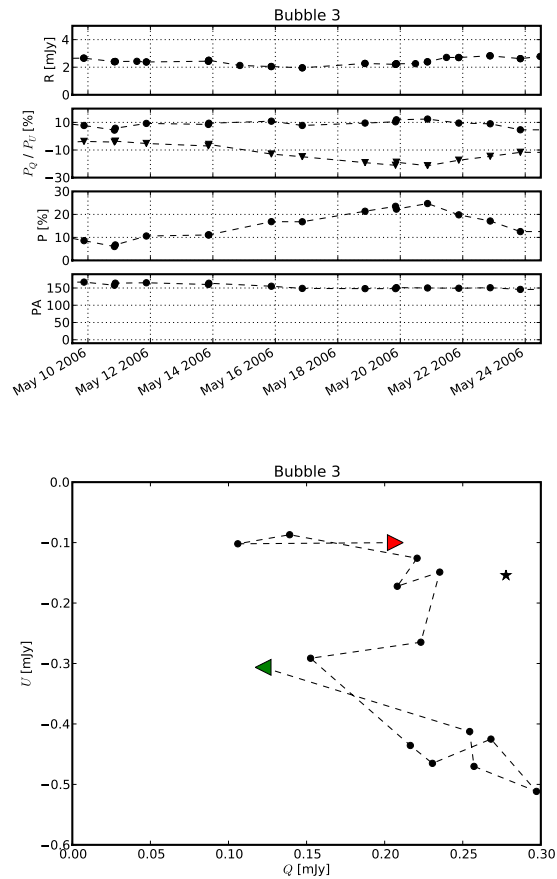 Bubble 3
R [mJy]
4
2
0
P_Q / P_U [%]
10
−10
−30
P [%]
30
20
10
0
PA
150
100
50
0
May 10 2006
May 12 2006
May 14 2006
May 16 2006
May 18 2006
May 20 2006
May 22 2006
May 24 2006
Bubble 3
U [mJy]
0.0
−0.1
−0.2
−0.3
−0.4
−0.5
−0.6
0.00
0.05
0.10
0.15
0.20
0.25
0.30
Q [mJy]